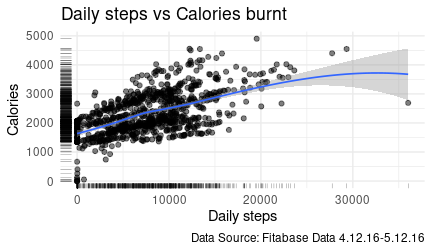 Daily steps vs Calories burnt
5000
4000
3000
2000
1000
0
Calories
0 10000 20000 30000
Daily steps
Data Source: Fitabase Data 4.12.16-5.12.16